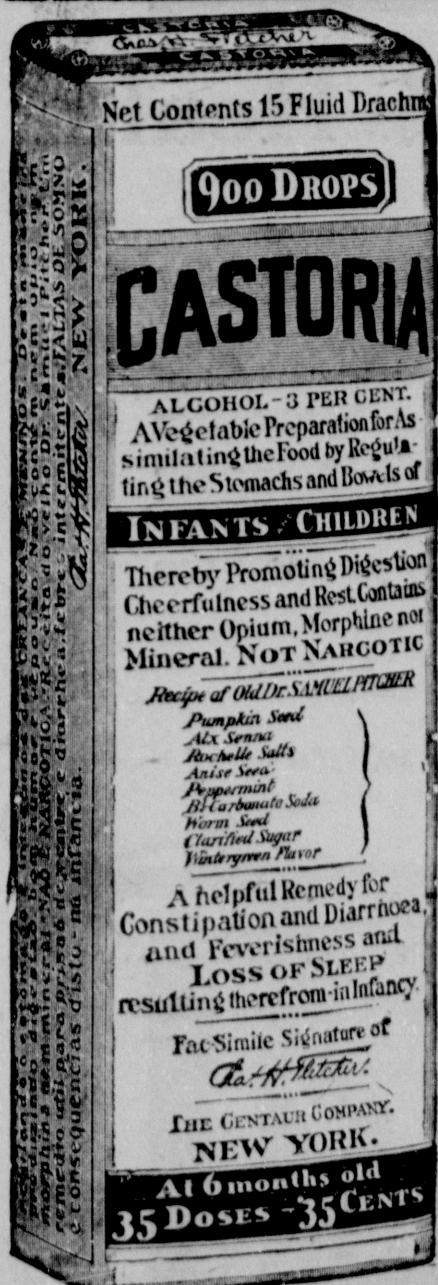 CASTORIA
Chas. H. Fletcher
CASTORIA
Net Contents 15 Fluid Drachm
900 DROPS
CASTORIA
ALCOHOL-3 PER CENT.
A Vegetable Preparation for As
similating the Food by Regula-
ting the Stomachs and Bowels of
INFANTS CHILDREN
Thereby Promoting Digestion
Cheerfulness and Rest. Contains
neither Opium, Morphine nor
Mineral. NOT NARCOTIC
Recipe of Old Dr. SAMUEL PITCHER
Pumpkin Seed
Alx Senna
Rochelle Salts
Anise Seed
Peppermint
Bi Carbonate Soda
Worm Seed
Clarified Sugar
Wintergreen Flavor
A helpful Remedy for
Constipation and Diarrhoea,
and Feverishness and
LOSS OF SLEEP
resulting therefrom-in Infancy.
Fac-Simile Signature of
Chas. H. Fletcher.
THE CENTAUR COMPANY.
NEW YORK.
At 6 months old
35 DOSES - 35 CENTS
NEW YORK.
Chas. H. Fletcher
e consequencias d'isto - na infancia.